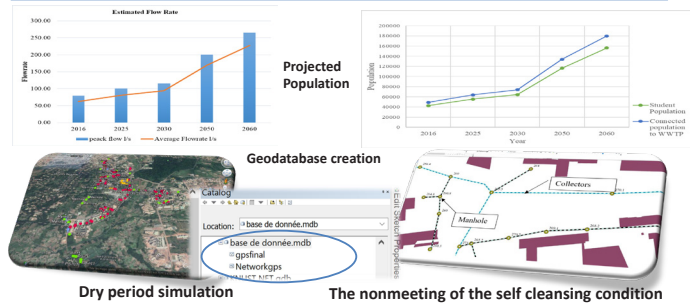 Estimated Flow Rate
300.00
250.00
200.00
150.00
100.00
50.00
0.00
Flowrate
2016 2025 2030 2050 2060
peack flow l/s Average Flowrate l/s
Projected
Population
200000
180000
160000
140000
120000
100000
80000
60000
40000
20000
0
Population
2016 2025 2030 2050 2060
Year
Student
Population
Connected
population
to WWTP
Geodatabase creation
Catalog
Location: base de donnée.mdb
base de donnée.mdb
gpsfinal
Networkgps
Edit Sketch Properties
Collectors
Manhole
Dry period simulation
The nonmeeting of the self cleansing condition